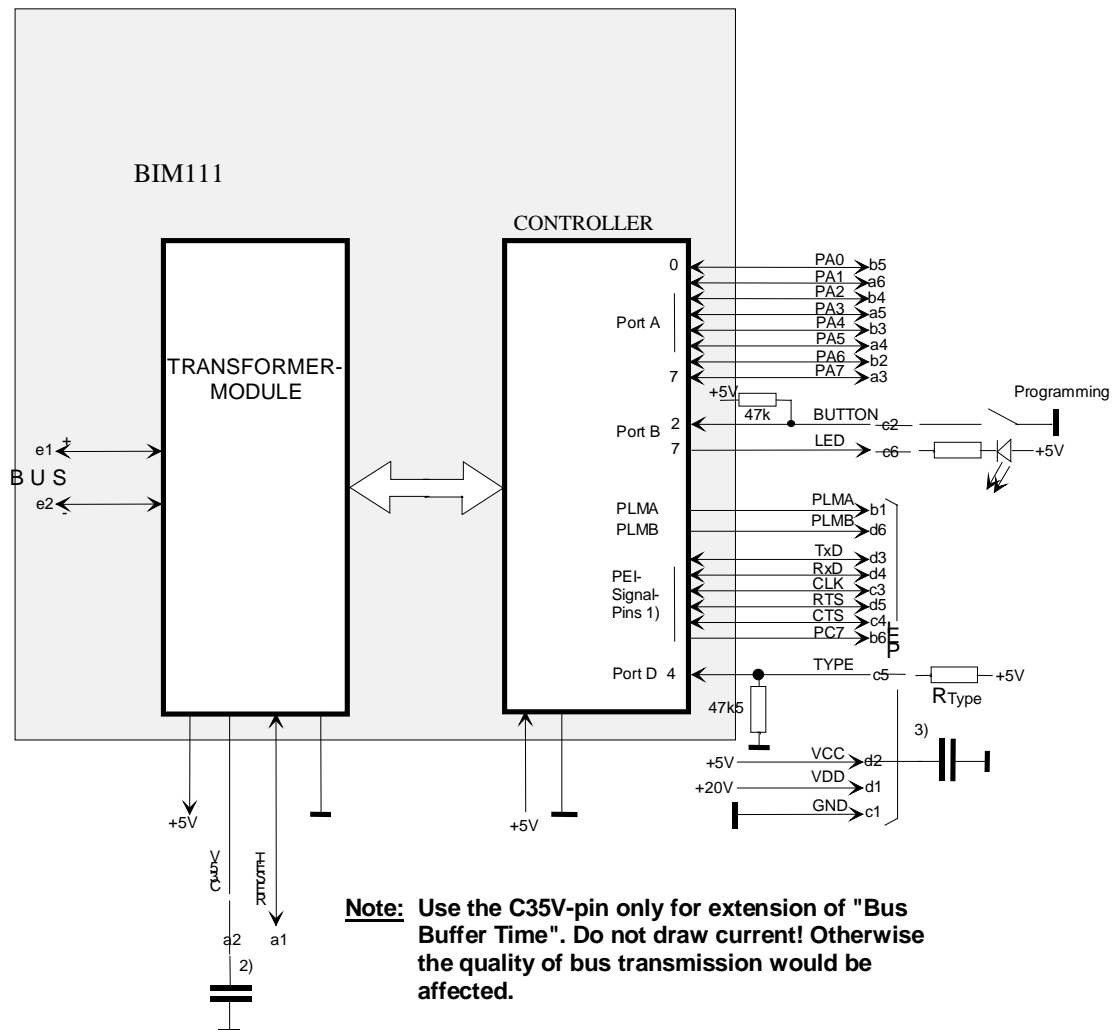 BIM111
CONTROLLER
TRANSFORMER-
MODULE
e1
+
B U S
e2
-
0
Port A
7
PA0 b5
PA1 a6
PA2 b4
PA3 a5
PA4 b3
PA5 a4
PA6 b2
PA7 a3
+5V
47k
Programming
Port B 2
BUTTON c2
7
LED c6
+5V
PLMA
PLMA b1
PLMB
PLMB d6
PEI-
Signal-
Pins 1)
TxD d3
RxD d4
CLK c3
RTS d5
CTS c4
PC7 b6
PEI
Port D 4
TYPE c5
+5V
RType
47k5
3)
+5V VCC d2
+20V VDD d1
GND c1
+5V
+5V
C35V
RESET
a2 a1
2)
Note: Use the C35V-pin only for extension of "Bus
Buffer Time". Do not draw current! Otherwise
the quality of bus transmission would be
affected.